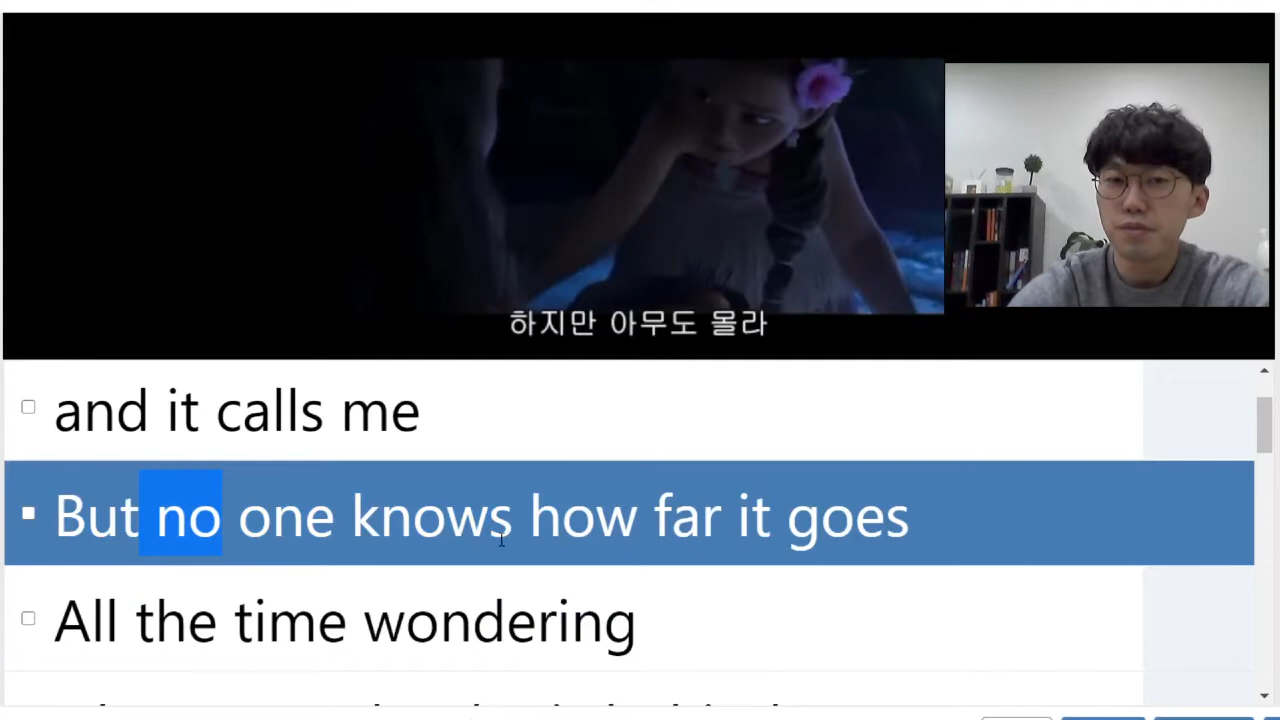 하지만 아무도 몰라
and it calls me
But no one knows how far it goes
All the time wondering